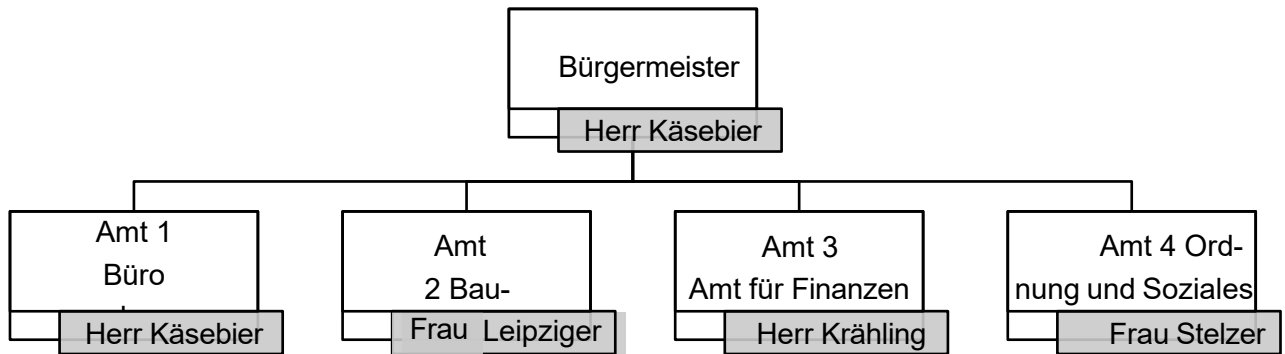 Bürgermeister
Herr Käsebier
Amt 1
Büro
Herr Käsebier
Amt
2 Bau-
Frau Leipziger
Amt 3
Amt für Finanzen
Herr Krähling
Amt 4 Ord-
nung und Soziales
Frau Stelzer